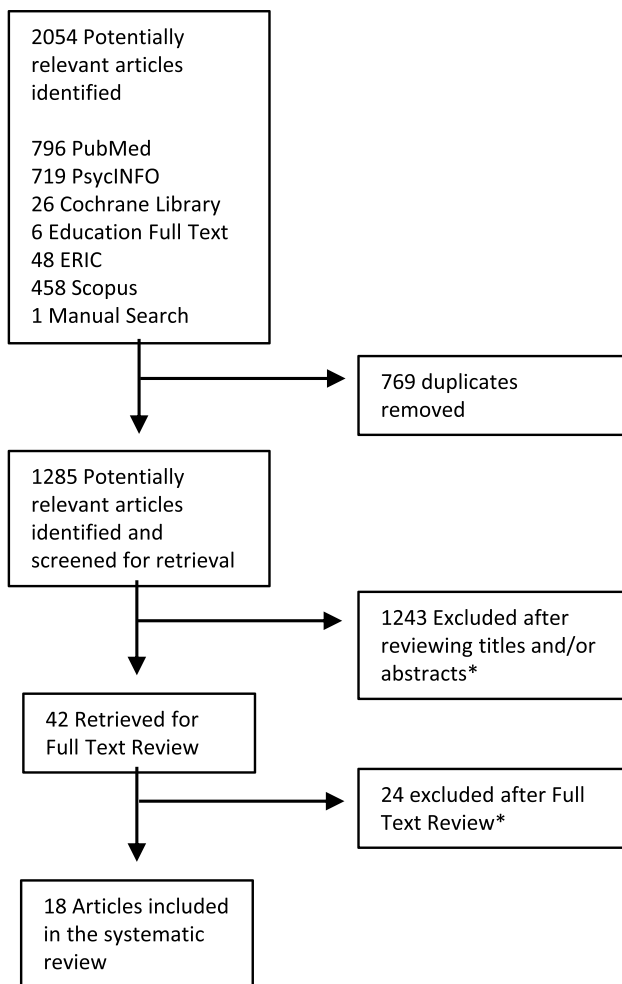 2054 Potentially
relevant articles
identified
796 PubMed
719 PsycINFO
26 Cochrane Library
6 Education Full Text
48 ERIC
458 Scopus
1 Manual Search
769 duplicates
removed
1285 Potentially
relevant articles
identified and
screened for retrieval
1243 Excluded after
reviewing titles and/or
abstracts*
42 Retrieved for
Full Text Review
24 excluded after Full
Text Review*
18 Articles included
in the systematic
review